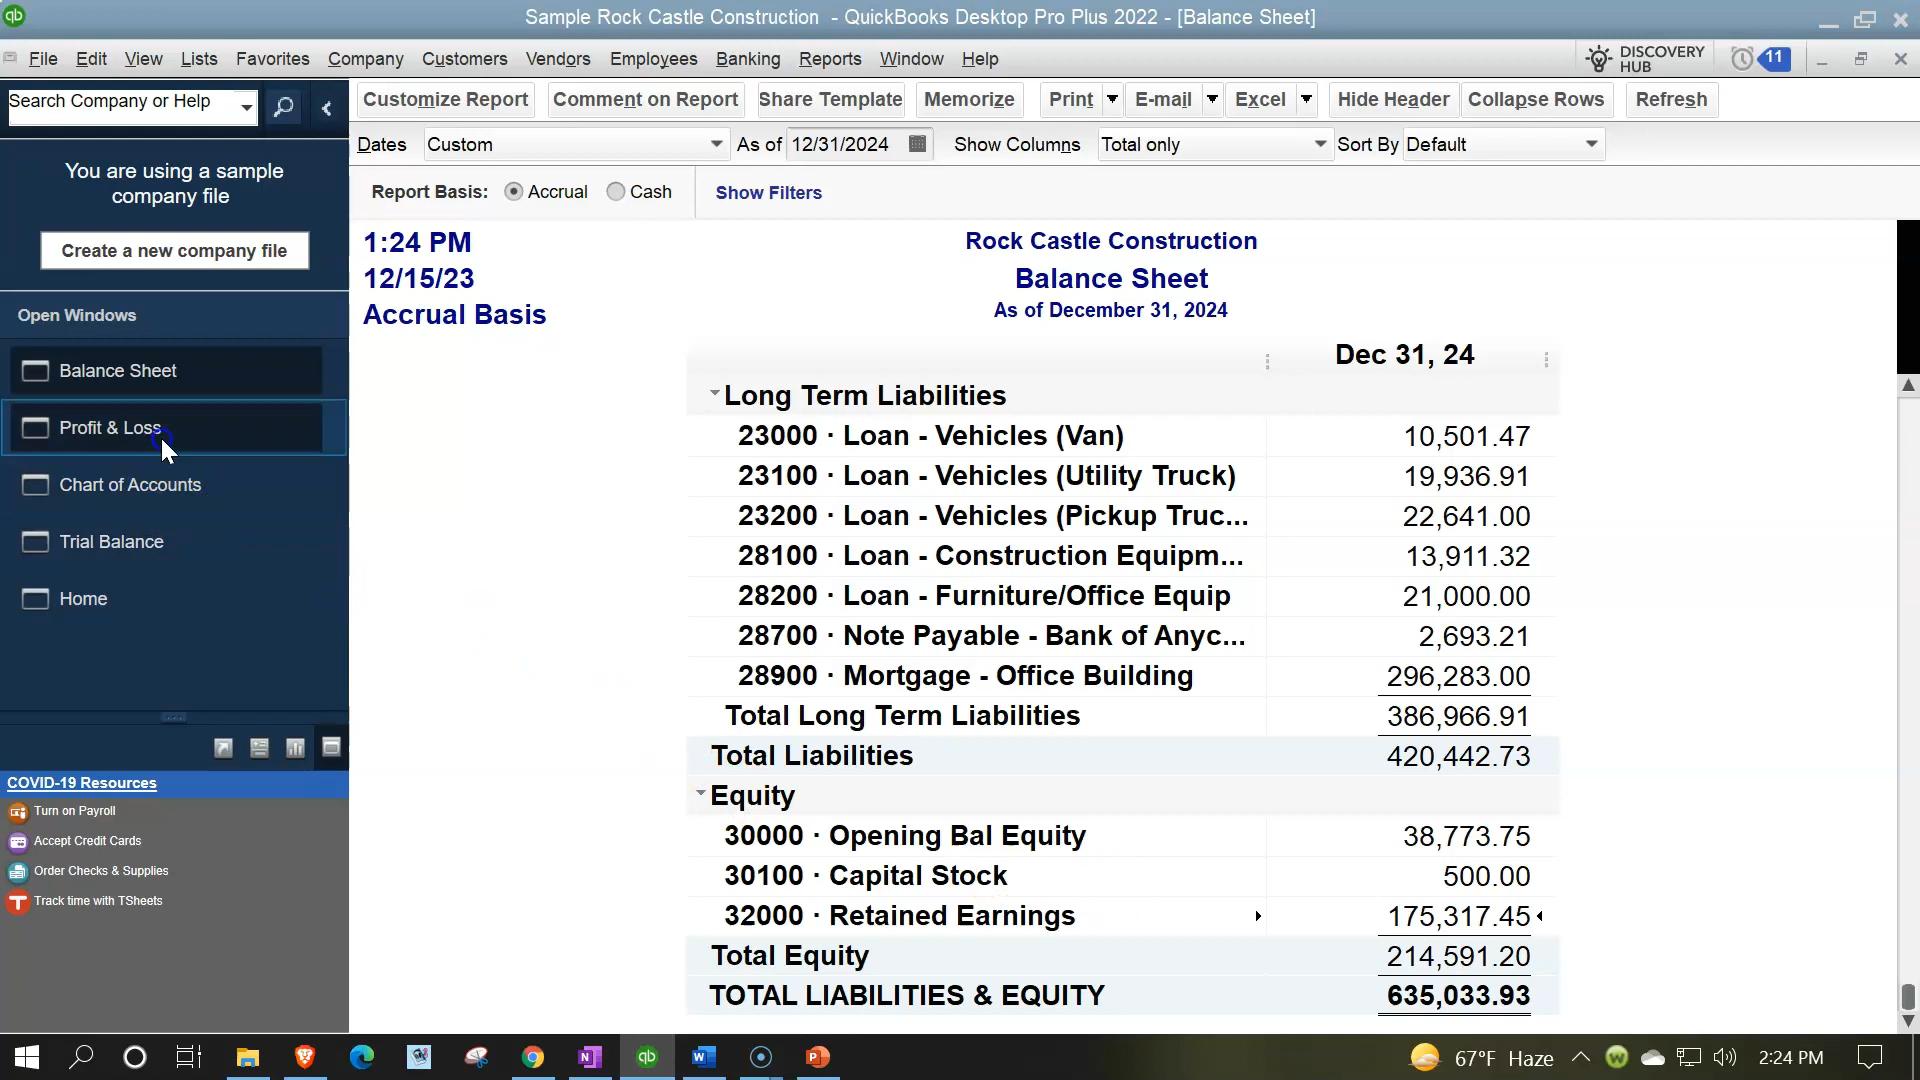 Sample Rock Castle Construction - QuickBooks Desktop Pro Plus 2022 - [Balance Sheet]
File Edit View Lists Favorites Company Customers Vendors Employees Banking Reports Window Help
DISCOVERY HUB 11
Search Company or Help
Customize Report Comment on Report Share Template Memorize Print E-mail Excel Hide Header Collapse Rows Refresh
Dates Custom As of 12/31/2024 Show Columns Total only Sort By Default
Report Basis: Accrual Cash Show Filters
You are using a sample
company file
Create a new company file
Open Windows
Balance Sheet
Profit & Loss
Chart of Accounts
Trial Balance
Home
COVID-19 Resources
Turn on Payroll
Accept Credit Cards
Order Checks & Supplies
Track time with TSheets
1:24 PM
12/15/23
Accrual Basis
Rock Castle Construction
Balance Sheet
As of December 31, 2024
Dec 31, 24
Long Term Liabilities
23000 · Loan - Vehicles (Van) 10,501.47
23100 · Loan - Vehicles (Utility Truck) 19,936.91
23200 · Loan - Vehicles (Pickup Truc... 22,641.00
28100 · Loan - Construction Equipm... 13,911.32
28200 · Loan - Furniture/Office Equip 21,000.00
28700 · Note Payable - Bank of Anyc... 2,693.21
28900 · Mortgage - Office Building 296,283.00
Total Long Term Liabilities 386,966.91
Total Liabilities 420,442.73
Equity
30000 · Opening Bal Equity 38,773.75
30100 · Capital Stock 500.00
32000 · Retained Earnings 175,317.45
Total Equity 214,591.20
TOTAL LIABILITIES & EQUITY 635,033.93
67°F Haze 2:24 PM